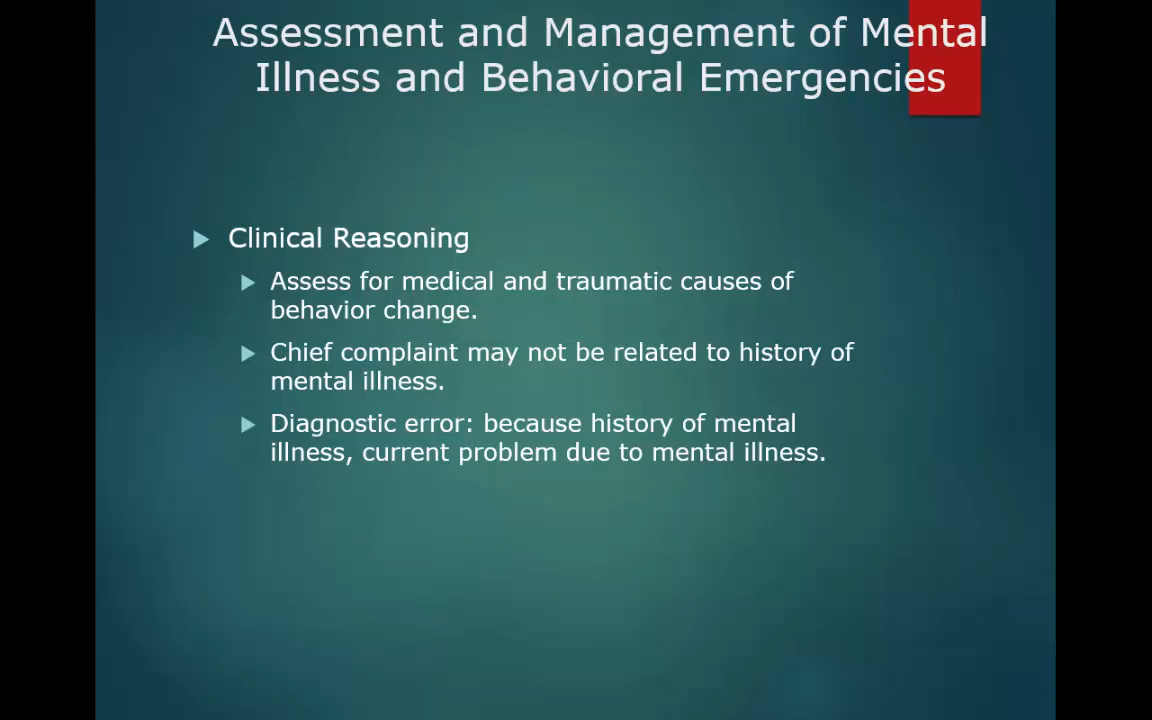 Assessment and Management of Mental
Illness and Behavioral Emergencies
Clinical Reasoning
Assess for medical and traumatic causes of
behavior change.
Chief complaint may not be related to history of
mental illness.
Diagnostic error: because history of mental
illness, current problem due to mental illness.